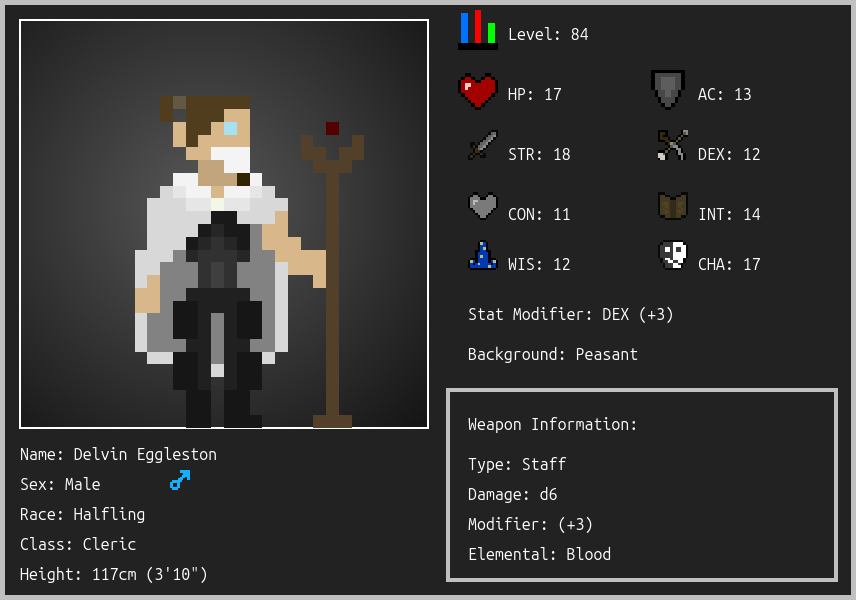 Level: 84
HP: 17
AC: 13
STR: 18
DEX: 12
CON: 11
INT: 14
WIS: 12
CHA: 17
Stat Modifier: DEX (+3)
Background: Peasant
Weapon Information:
Type: Staff
Damage: d6
Modifier: (+3)
Elemental: Blood
Name: Delvin Eggleston
Sex: Male
Race: Halfling
Class: Cleric
Height: 117cm (3'10")